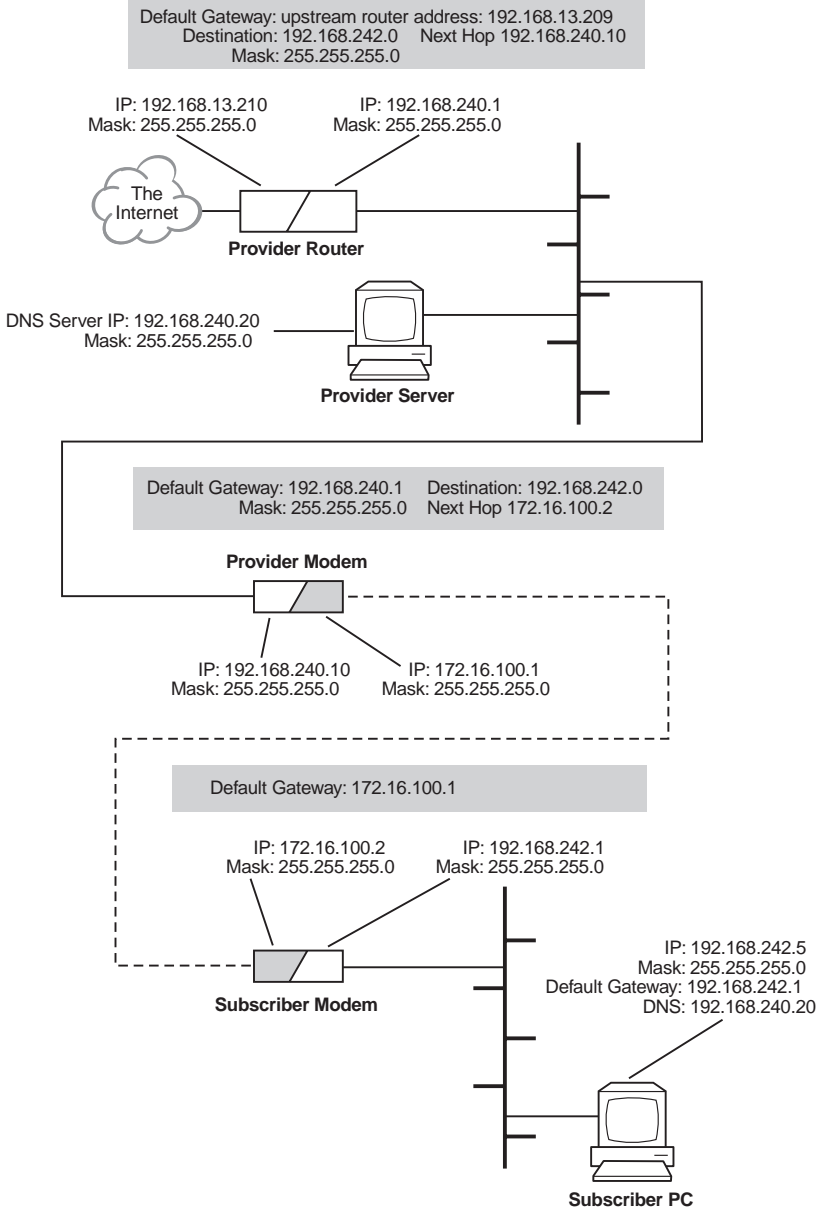 Default Gateway: upstream router address: 192.168.13.209
Destination: 192.168.242.0 Next Hop 192.168.240.10
Mask: 255.255.255.0
IP: 192.168.13.210
Mask: 255.255.255.0
IP: 192.168.240.1
Mask: 255.255.255.0
The
Internet
Provider Router
DNS Server IP: 192.168.240.20
Mask: 255.255.255.0
Provider Server
Default Gateway: 192.168.240.1 Destination: 192.168.242.0
Mask: 255.255.255.0 Next Hop 172.16.100.2
Provider Modem
IP: 192.168.240.10
Mask: 255.255.255.0
IP: 172.16.100.1
Mask: 255.255.255.0
Default Gateway: 172.16.100.1
IP: 172.16.100.2
Mask: 255.255.255.0
IP: 192.168.242.1
Mask: 255.255.255.0
Subscriber Modem
IP: 192.168.242.5
Mask: 255.255.255.0
Default Gateway: 192.168.242.1
DNS: 192.168.240.20
Subscriber PC